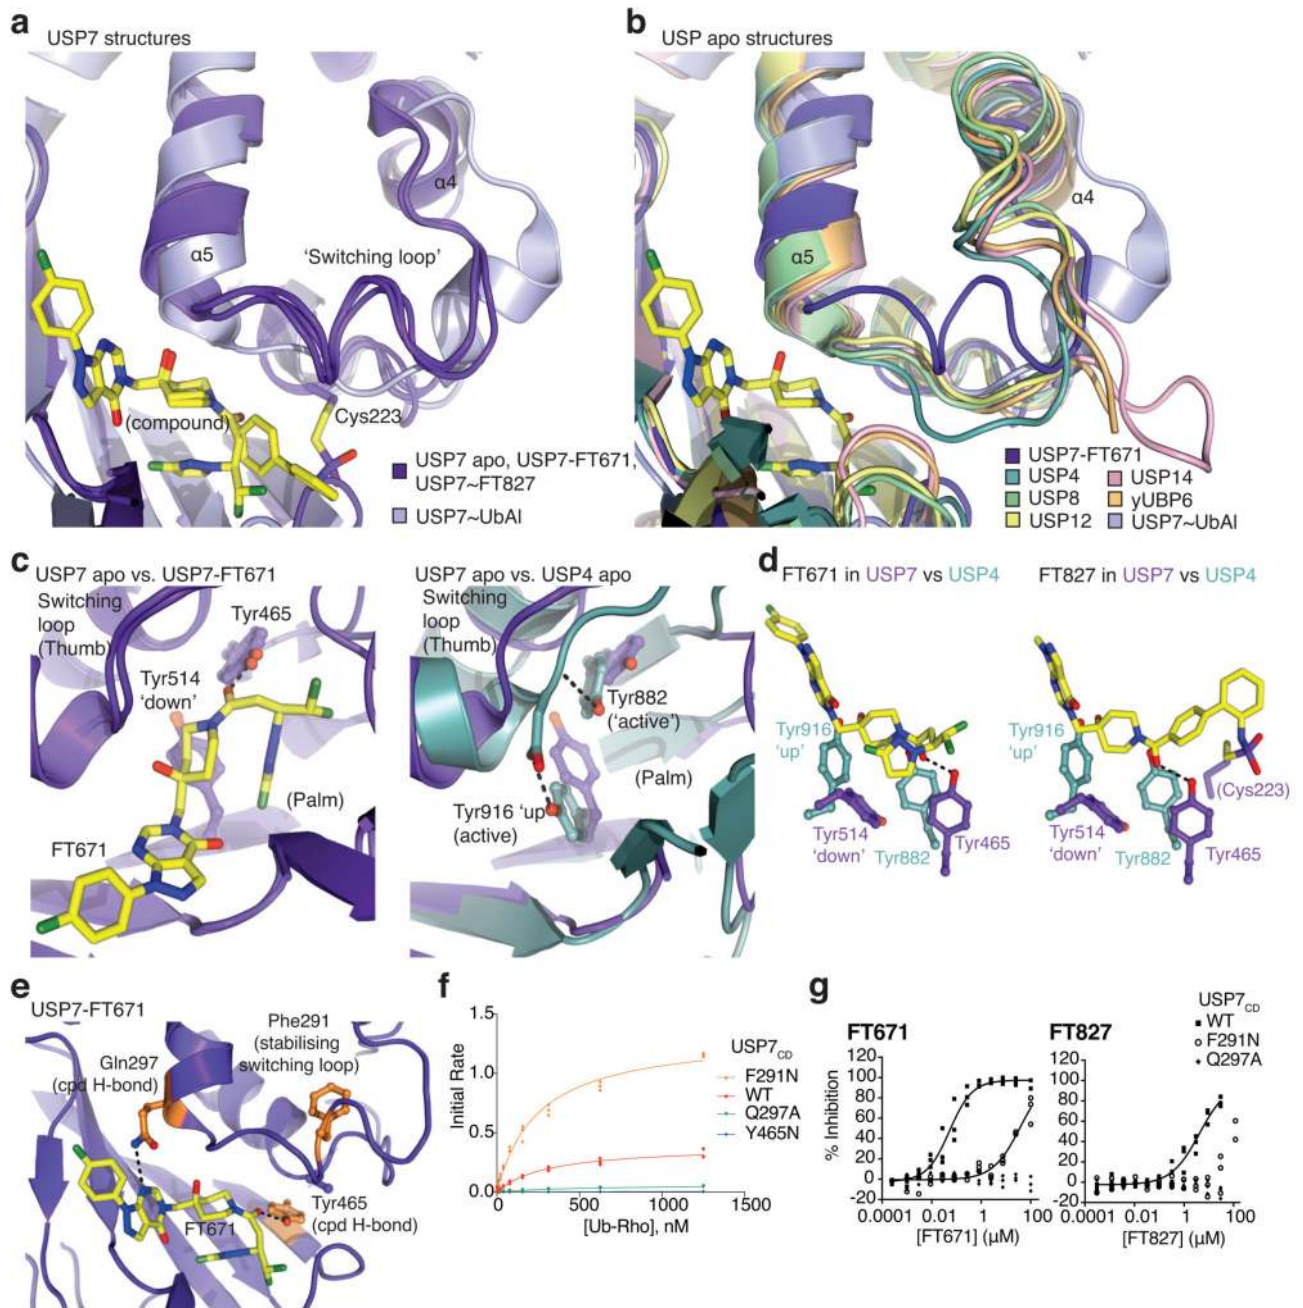 a
USP7 structures
α4
α5
'Switching loop'
(compound)
Cys223
USP7 apo, USP7-FT671,
USP7~FT827
USP7~UbAl
b
USP apo structures
α4
α5
USP7-FT671
USP4
USP8
USP12
USP14
yUBP6
USP7~UbAl
c
USP7 apo vs. USP7-FT671
Switching
loop
(Thumb)
Tyr465
Tyr514
'down'
(Palm)
FT671
USP7 apo vs. USP4 apo
Switching
loop
(Thumb)
Tyr882
('active')
(Palm)
Tyr916 'up'
(active)
d
FT671 in USP7 vs USP4
Tyr916
'up'
Tyr514
'down'
Tyr882
Tyr465
FT827 in USP7 vs USP4
Tyr916
'up'
(Cys223)
Tyr514
'down'
Tyr882
Tyr465
e
USP7-FT671
Phe291
(stabilising
switching loop)
Gln297
(cpd H-bond)
Tyr465
(cpd H-bond)
FT671
f
1.5
1.0
0.5
0.0
Initial Rate
0
500
1000
1500
[Ub-Rho], nM
USP7CD
F291N
WT
Q297A
Y465N
g
USP7CD
WT
F291N
Q297A
FT671
120
100
80
60
40
20
0
-20
% Inhibition
0.0001
0.01
1
100
[FT671] (μM)
FT827
120
100
80
60
40
20
0
-20
0.0001
0.01
1
100
[FT827] (μM)